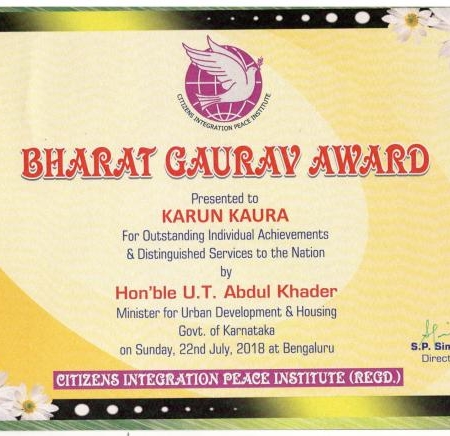 CITIZENS INTEGRATION PEACE INSTITUTE
BHARAT GAURAV AWARD
Presented to
KARUN KAURA
For Outstanding Individual Achievements
& Distinguished Services to the Nation
by
Hon'ble U.T. Abdul Khader
Minister for Urban Development & Housing
Govt. of Karnataka
on Sunday, 22nd July, 2018 at Bengaluru
S.P. Sin
Direct
CITIZENS INTEGRATION PEACE INSTITUTE (REGD.)